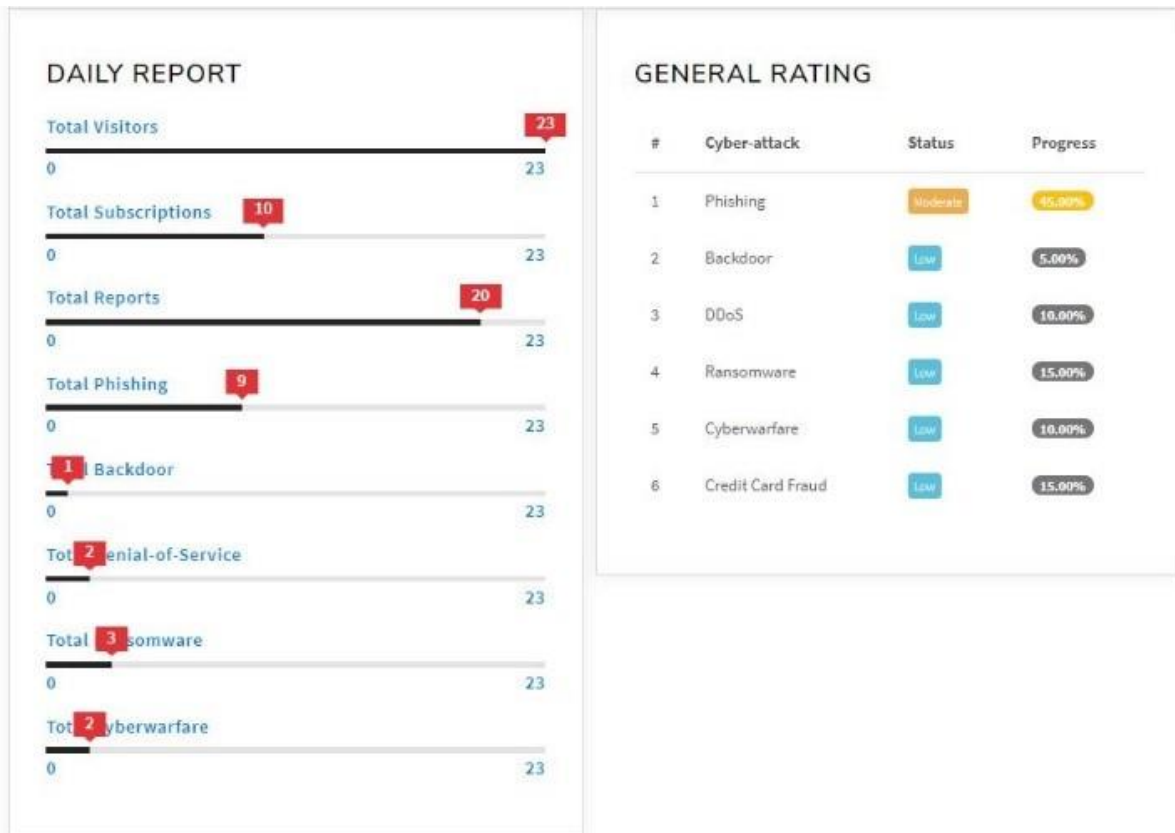 DAILY REPORT
Total Visitors 23
0 23
Total Subscriptions 10
0 23
Total Reports 20
0 23
Total Phishing 9
0 23
1 Backdoor
0 23
2 enial-of-Service
0 23
Total 3 somware
0 23
2 yberwarfare
0 23
GENERAL RATING
# Cyber-attack Status Progress
1 Phishing Moderate 45.00%
2 Backdoor Low 5.00%
3 DDoS Low 10.00%
4 Ransomware Low 15.00%
5 Cyberwarfare Low 10.00%
6 Credit Card Fraud Low 15.00%